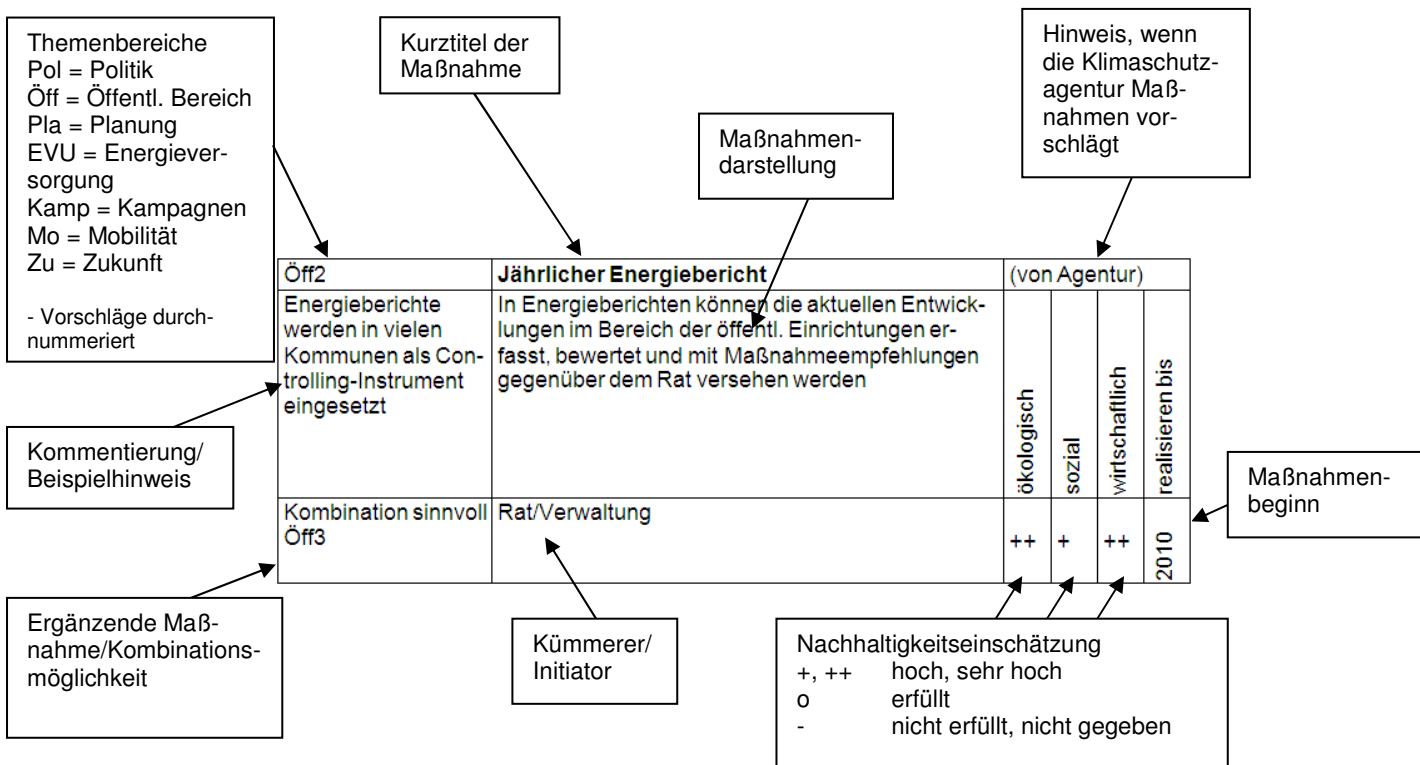 Themenbereiche
Pol = Politik
Öff = Öffentl. Bereich
Pla = Planung
EVU = Energiever-
sorgung
Kamp = Kampagnen
Mo = Mobilität
Zu = Zukunft
- Vorschläge durch-
nummeriert
Kurztitel der
Maßnahme
Maßnahmen-
darstellung
Hinweis, wenn
die Klimaschutz-
agentur Maß-
nahmen vor-
schlägt
Öff2
Jährlicher Energiebericht
(von Agentur)
Energieberichte
werden in vielen
Kommunen als Con-
trolling-Instrument
eingesetzt
In Energieberichten können die aktuellen Entwick-
lungen im Bereich der öffentl. Einrichtungen er-
fasst, bewertet und mit Maßnahmeempfehlungen
gegenüber dem Rat versehen werden
ökologisch
sozial
wirtschaftlich
realisieren bis
Kombination sinnvoll
Öff3
Rat/Verwaltung
++
+
++
2010
Kommentierung/
Beispielhinweis
Maßnahmen-
beginn
Ergänzende Maß-
nahme/Kombinations-
möglichkeit
Kümmerer/
Initiator
Nachhaltigkeitseinschätzung
+, ++ hoch, sehr hoch
o erfüllt
- nicht erfüllt, nicht gegeben